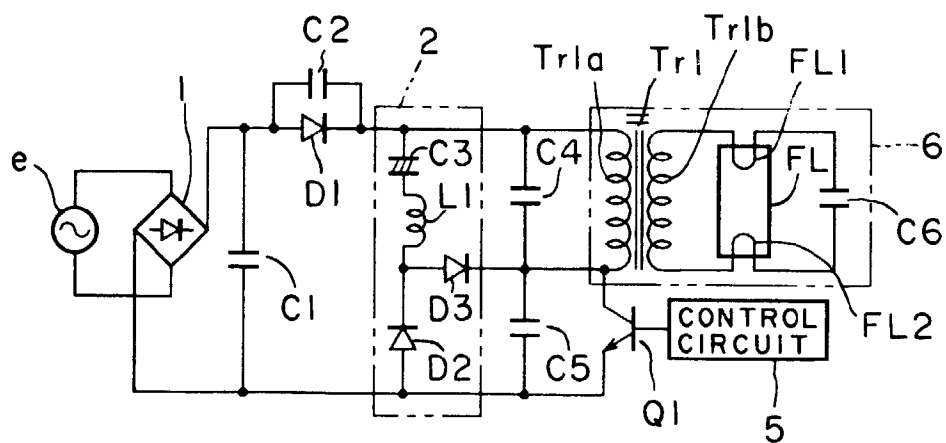 C2
2
Tr1a
Tr1
Tr1b
FL1
1
e
D1
C3
L1
C4
FL
6
C6
C1
D3
D2
C5
CONTROL
CIRCUIT
FL2
Q1
5